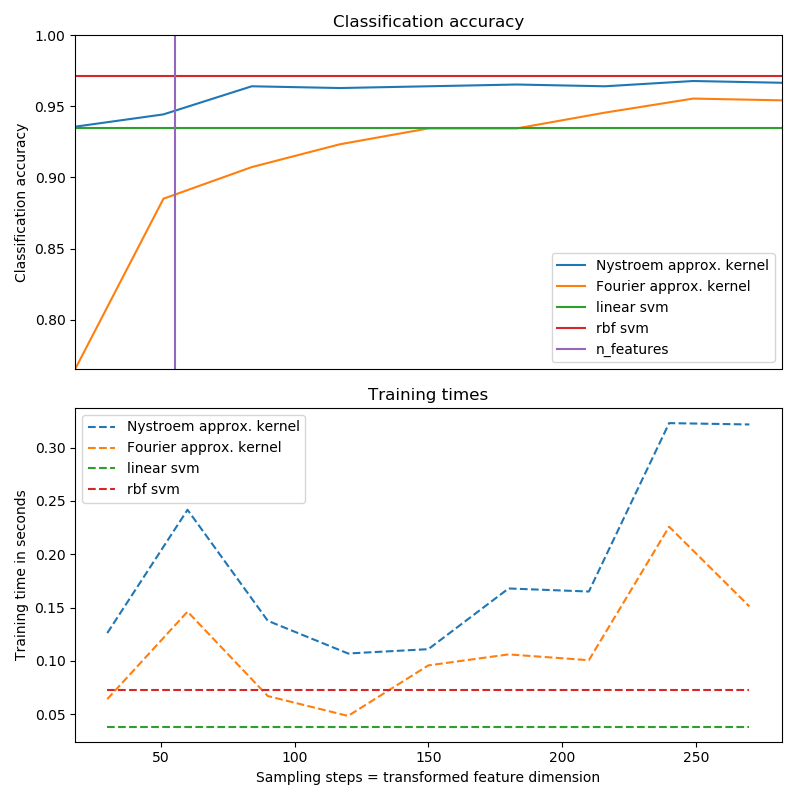 Classification accuracy
1.00
0.95
0.90
0.85
0.80
Classification accuracy
Nystroem approx. kernel
Fourier approx. kernel
linear svm
rbf svm
n_features
Training times
0.30
0.25
0.20
0.15
0.10
0.05
Training time in seconds
Nystroem approx. kernel
Fourier approx. kernel
linear svm
rbf svm
50
100
150
200
250
Sampling steps = transformed feature dimension